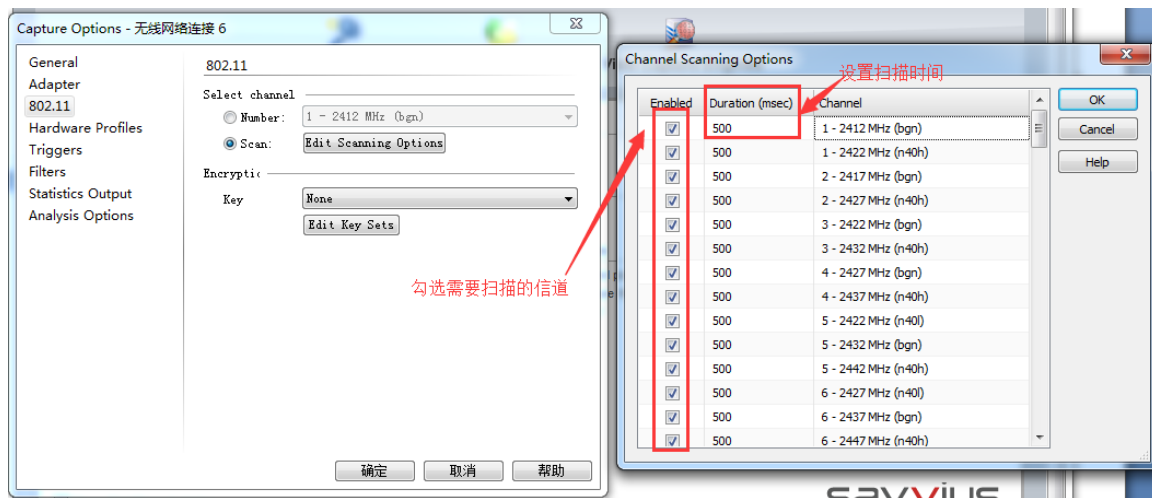 Capture Options - 无线网络连接 6
General
Adapter
802.11
Hardware Profiles
Triggers
Filters
Statistics Output
Analysis Options
802.11
Select channel
Number: 1 - 2412 MHz (bgn)
Scan: Edit Scanning Options
Encryptic
Key None
Edit Key Sets
勾选需要扫描的信道
确定 取消 帮助
Channel Scanning Options
设置扫描时间
Enabled Duration (msec) Channel
500 1 - 2412 MHz (bgn)
500 1 - 2422 MHz (n40h)
500 2 - 2417 MHz (bgn)
500 2 - 2427 MHz (n40h)
500 3 - 2422 MHz (bgn)
500 3 - 2432 MHz (n40h)
500 4 - 2427 MHz (bgn)
500 4 - 2437 MHz (n40h)
500 5 - 2422 MHz (n40l)
500 5 - 2432 MHz (bgn)
500 5 - 2442 MHz (n40h)
500 6 - 2427 MHz (n40l)
500 6 - 2437 MHz (bgn)
500 6 - 2447 MHz (n40h)
OK
Cancel
Help
savvius